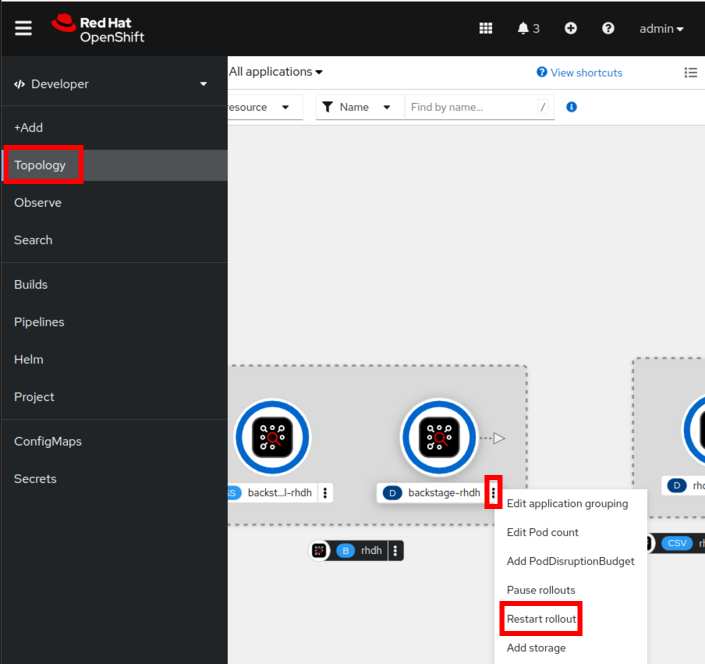 Red Hat
OpenShift
3
admin
Developer
+Add
Topology
Observe
Search
Builds
Pipelines
Helm
Project
ConfigMaps
Secrets
All applications
View shortcuts
esource
Name
Find by name...
/
SS backst...l-rhdh
D backstage-rhdh
D rh
B rhdh
CSV
Edit application grouping
Edit Pod count
Add PodDisruptionBudget
Pause rollouts
Restart rollout
Add storage